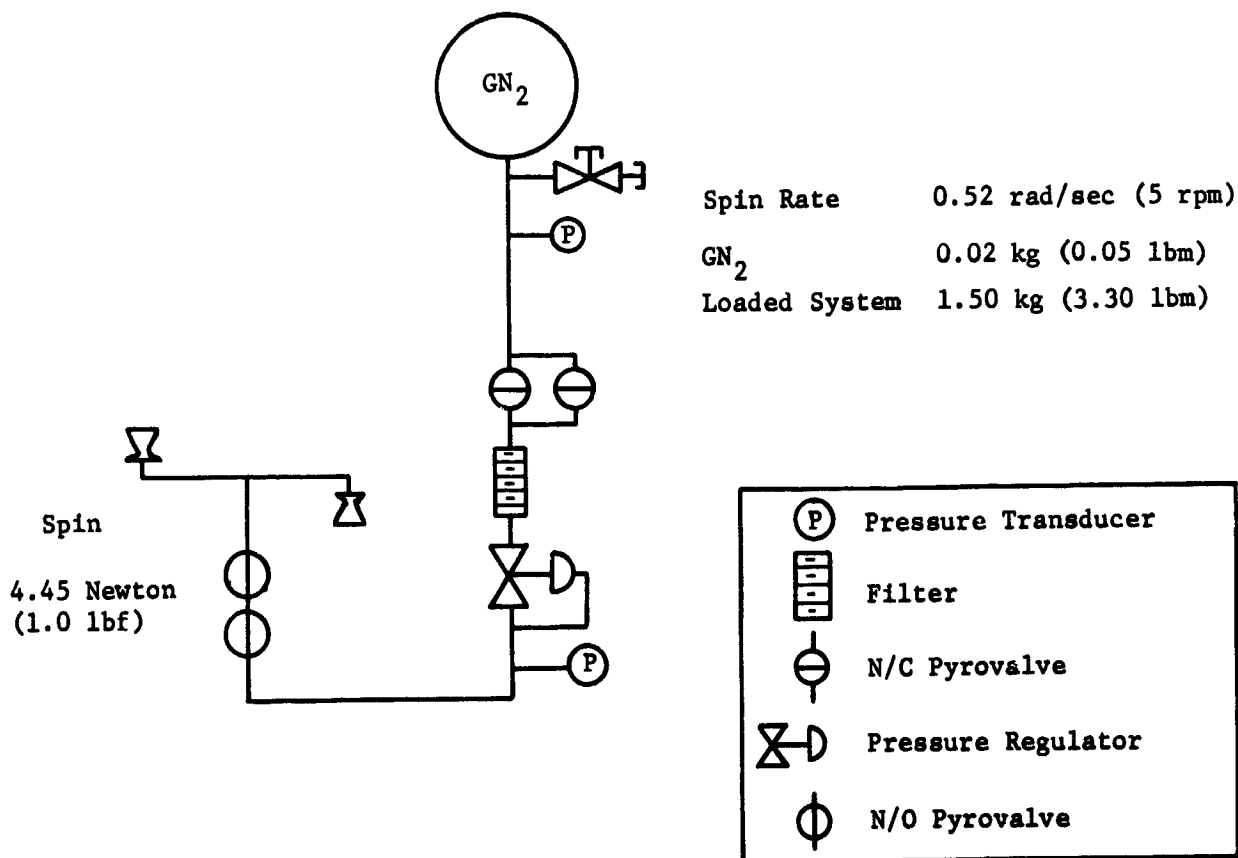 GN2
P
Spin Rate 0.52 rad/sec (5 rpm)
GN2 0.02 kg (0.05 lbm)
Loaded System 1.50 kg (3.30 lbm)
Spin
4.45 Newton
(1.0 lbf)
P
P Pressure Transducer
Filter
N/C Pyrovalve
Pressure Regulator
N/O Pyrovalve